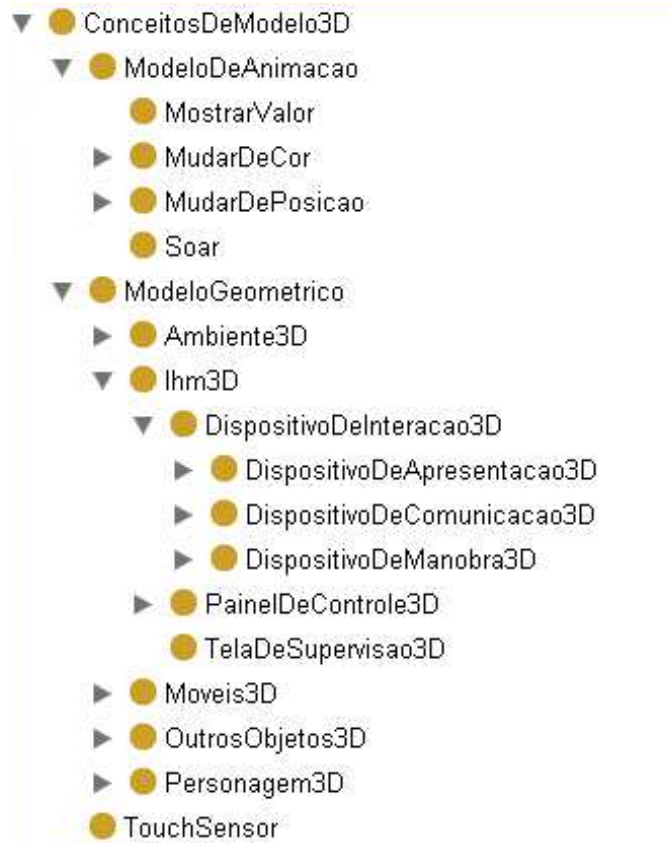 ConceitosDeModelo3D
ModeloDeAnimacao
MostrarValor
MudarDeCor
MudarDePosicao
Soar
ModeloGeometrico
Ambiente3D
Ihm3D
DispositivoDeInteracao3D
DispositivoDeApresentacao3D
DispositivoDeComunicacao3D
DispositivoDeManobra3D
PainelDeControle3D
TelaDeSupervisao3D
Moveis3D
OutrosObjetos3D
Personagem3D
TouchSensor